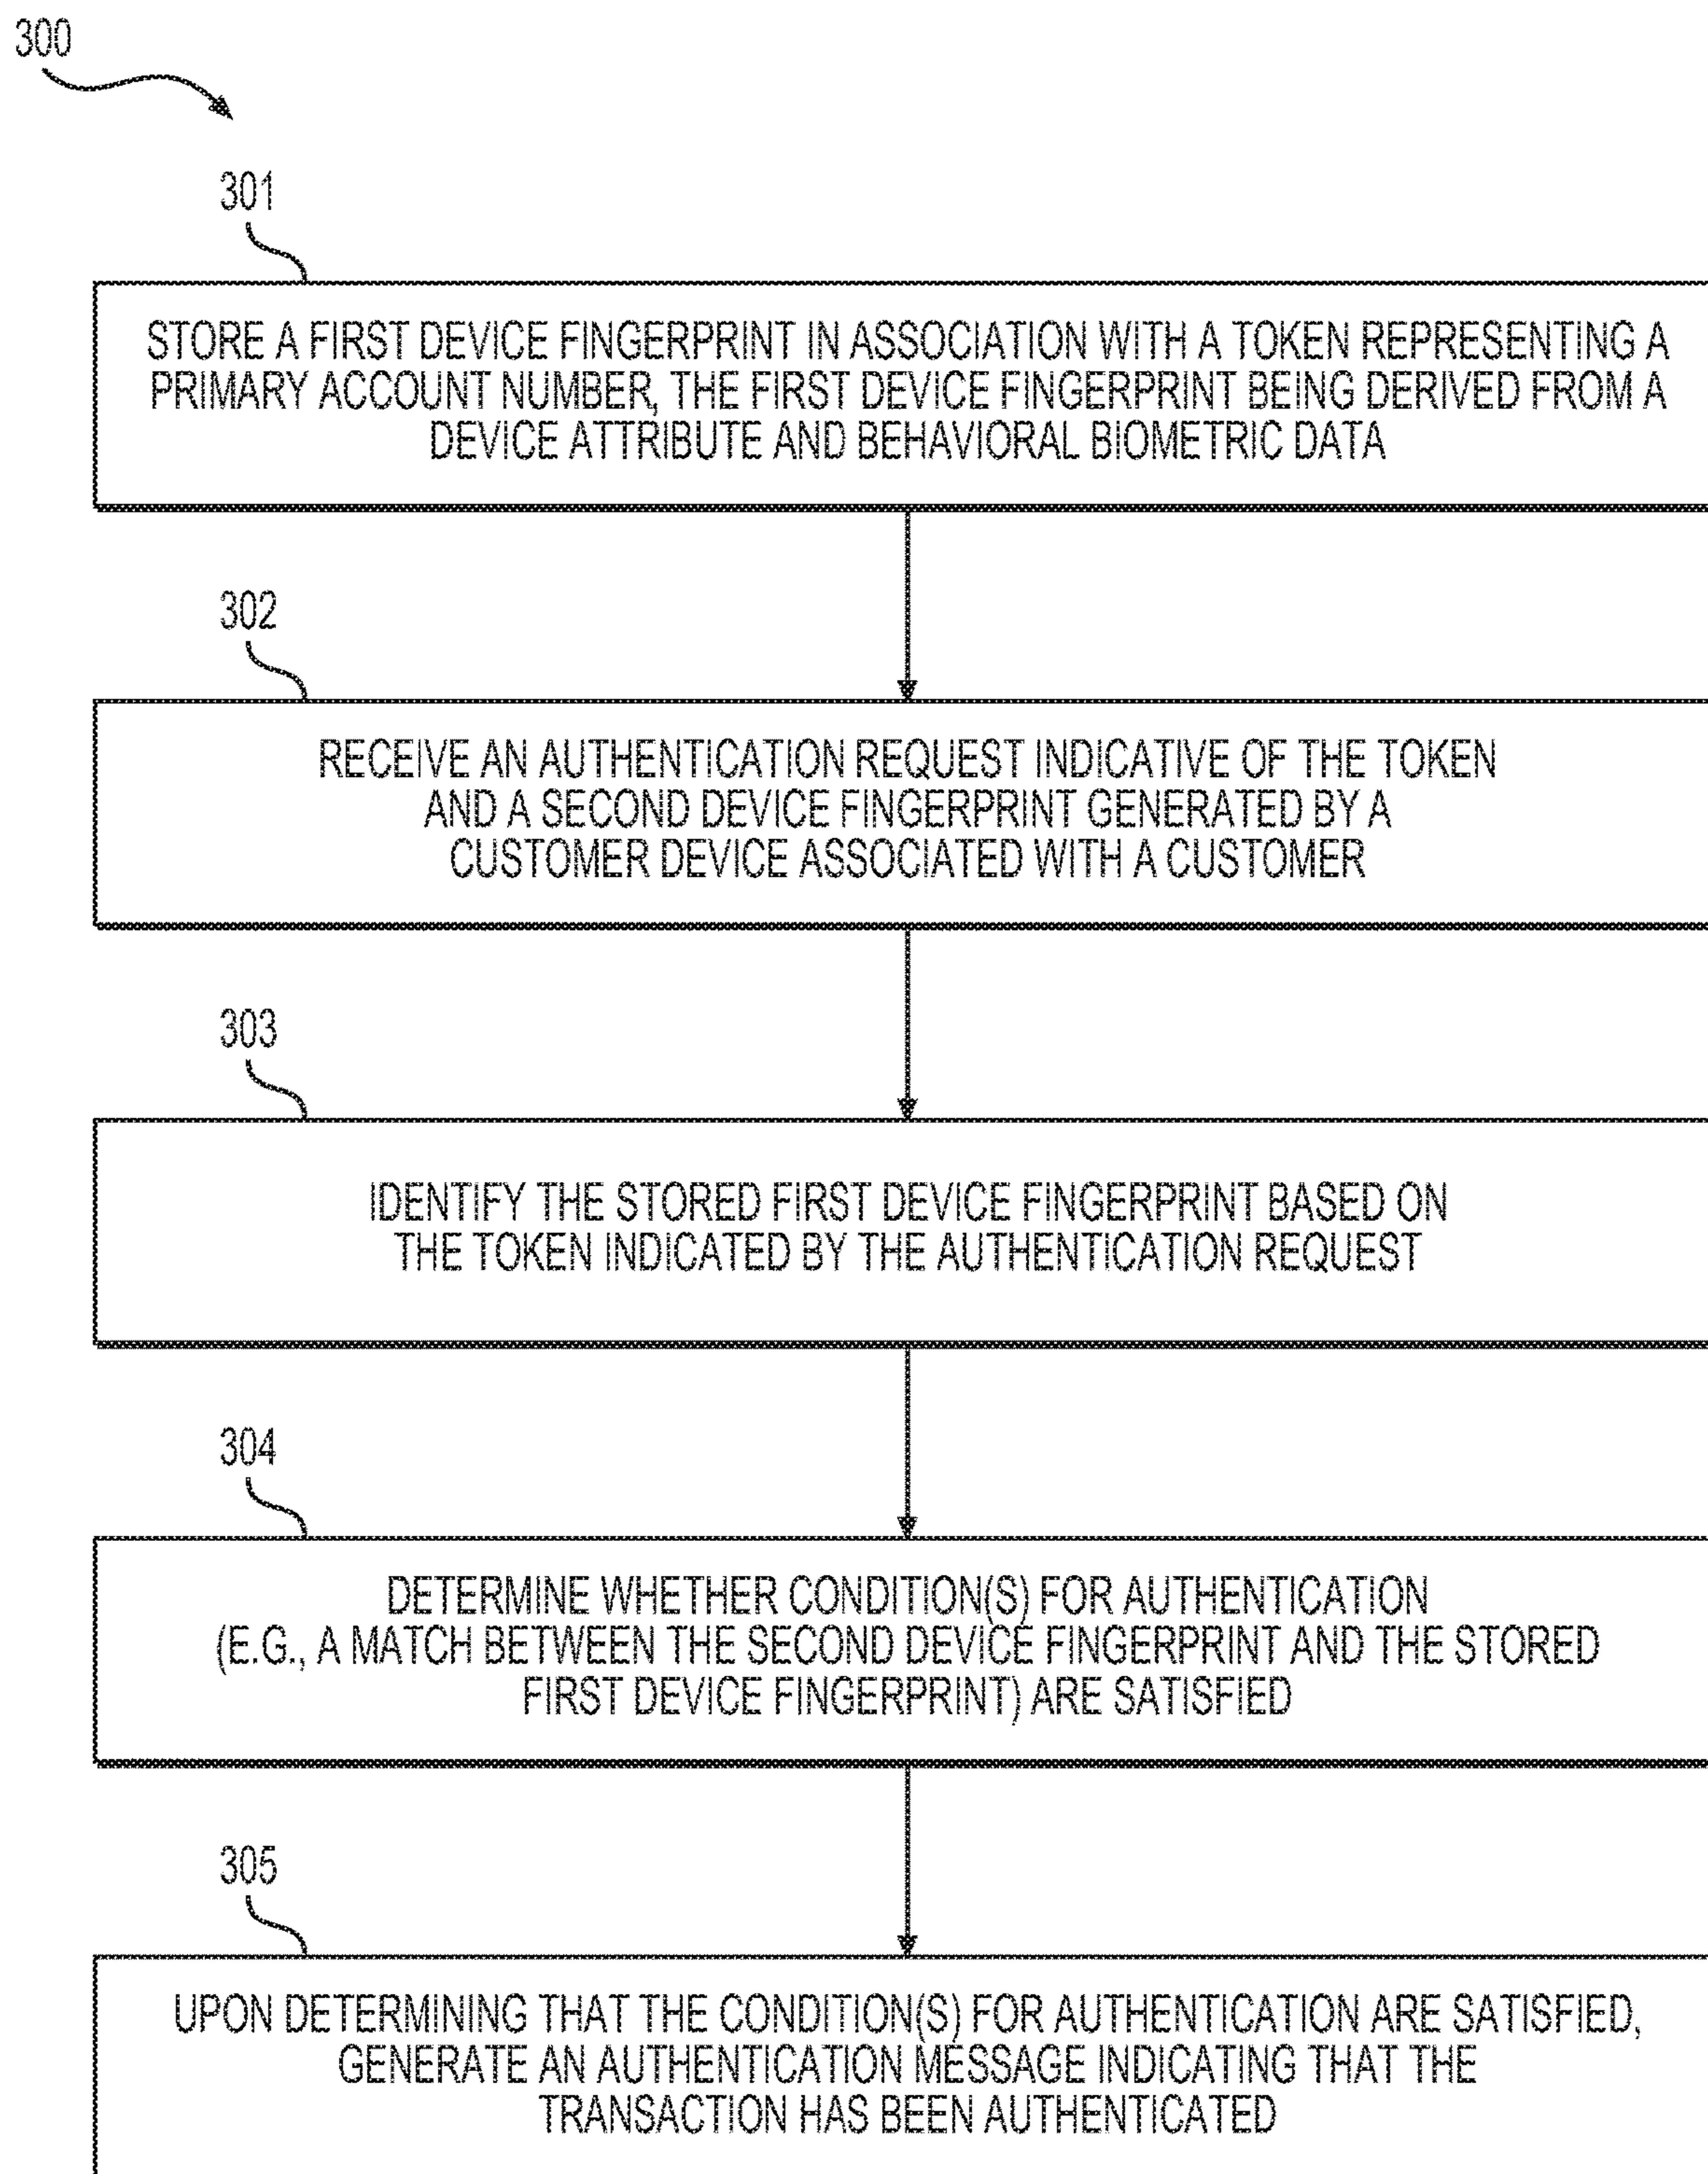 300
301
STORE A FIRST DEVICE FINGERPRINT IN ASSOCIATION WITH A TOKEN REPRESENTING A
PRIMARY ACCOUNT NUMBER, THE FIRST DEVICE FINGERPRINT BEING DERIVED FROM A
DEVICE ATTRIBUTE AND BEHAVIORAL BIOMETRIC DATA
302
RECEIVE AN AUTHENTICATION REQUEST INDICATIVE OF THE TOKEN
AND A SECOND DEVICE FINGERPRINT GENERATED BY A
CUSTOMER DEVICE ASSOCIATED WITH A CUSTOMER
303
IDENTIFY THE STORED FIRST DEVICE FINGERPRINT BASED ON
THE TOKEN INDICATED BY THE AUTHENTICATION REQUEST
304
DETERMINE WHETHER CONDITION(S) FOR AUTHENTICATION
(E.G., A MATCH BETWEEN THE SECOND DEVICE FINGERPRINT AND THE STORED
FIRST DEVICE FINGERPRINT) ARE SATISFIED
305
UPON DETERMINING THAT THE CONDITION(S) FOR AUTHENTICATION ARE SATISFIED,
GENERATE AN AUTHENTICATION MESSAGE INDICATING THAT THE
TRANSACTION HAS BEEN AUTHENTICATED